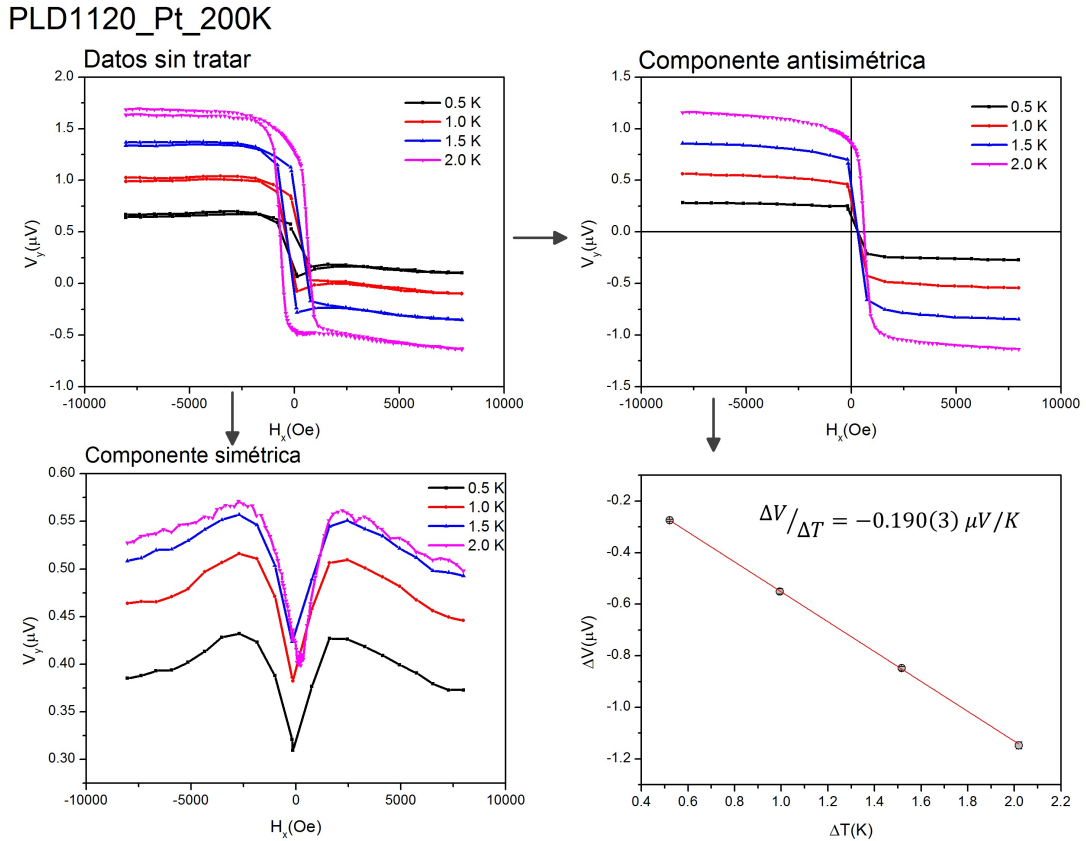 PLD1120_Pt_200K
Datos sin tratar
2.0
1.5
1.0
0.5
0.0
-0.5
-1.0
Vy(μV)
0.5 K
1.0 K
1.5 K
2.0 K
-10000 -5000 0 5000 10000
Hx(Oe)
Componente antisimétrica
1.5
1.0
0.5
0.0
-0.5
-1.0
-1.5
Vy(μV)
0.5 K
1.0 K
1.5 K
2.0 K
-10000 -5000 0 5000 10000
Hx(Oe)
Componente simétrica
0.60
0.55
0.50
0.45
0.40
0.35
0.30
Vy(μV)
0.5 K
1.0 K
1.5 K
2.0 K
-10000 -5000 0 5000 10000
Hx(Oe)
-0.2
-0.4
-0.6
-0.8
-1.0
-1.2
ΔV(μV)
ΔV/ΔT = −0.190(3) μV/K
0.4 0.6 0.8 1.0 1.2 1.4 1.6 1.8 2.0 2.2
ΔT(K)